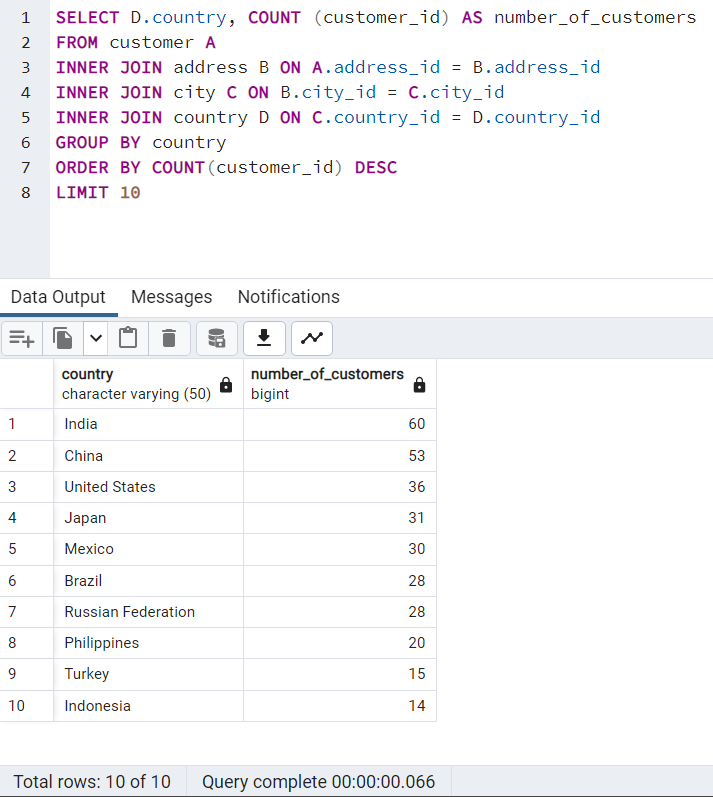 1 SELECT D.country, COUNT (customer_id) AS number_of_customers
2 FROM customer A
3 INNER JOIN address B ON A.address_id = B.address_id
4 INNER JOIN city C ON B.city_id = C.city_id
5 INNER JOIN country D ON C.country_id = D.country_id
6 GROUP BY country
7 ORDER BY COUNT(customer_id) DESC
8 LIMIT 10
Data Output Messages Notifications
country number_of_customers
character varying (50) bigint
1 India 60
2 China 53
3 United States 36
4 Japan 31
5 Mexico 30
6 Brazil 28
7 Russian Federation 28
8 Philippines 20
9 Turkey 15
10 Indonesia 14
Total rows: 10 of 10 Query complete 00:00:00.066